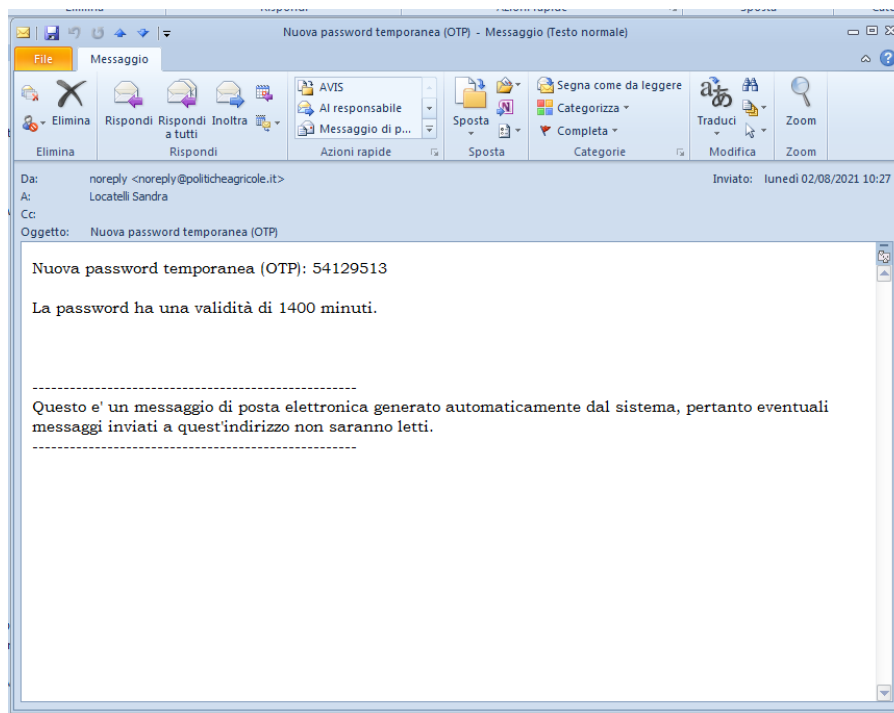 Nuova password temporanea (OTP) - Messaggio (Testo normale)
File Messaggio
Elimina
Rispondi Rispondi a tutti Inoltra
AVIS
Al responsabile
Messaggio di p...
Sposta
Segna come da leggere
Categorizza
Completa
Traduci
Zoom
Elimina Rispondi Azioni rapide Sposta Categorie Modifica Zoom
Da: noreply <noreply@politicheagricole.it> Inviato: lunedì 02/08/2021 10:27
A: Locatelli Sandra
Cc:
Oggetto: Nuova password temporanea (OTP)
Nuova password temporanea (OTP): 54129513
La password ha una validità di 1400 minuti.
----------------------------------------------------
Questo e' un messaggio di posta elettronica generato automaticamente dal sistema, pertanto eventuali
messaggi inviati a quest'indirizzo non saranno letti.
----------------------------------------------------